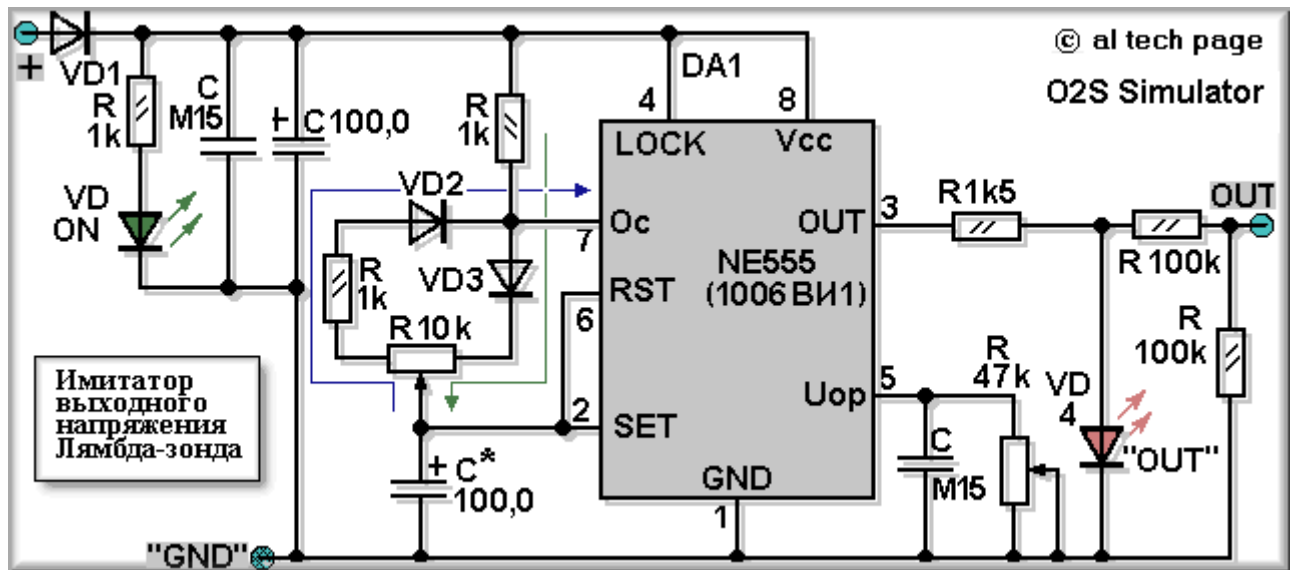 © al tech page
O2S Simulator
+
VD1
R
1k
C
M15
+
C100,0
VD
ON
R
1k
DA1
4
8
LOCK
Vcc
VD2
Oc
7
OUT
3
R1k5
OUT
R
1k
VD3
RST
6
NE555
(1006 ВИ1)
R 100k
R
100k
R10k
Имитатор
выходного
напряжения
Лямбда-зонда
2
SET
Uop
5
R
47k
VD
4
"OUT"
+
C*
100,0
C
M15
GND
1
"GND"